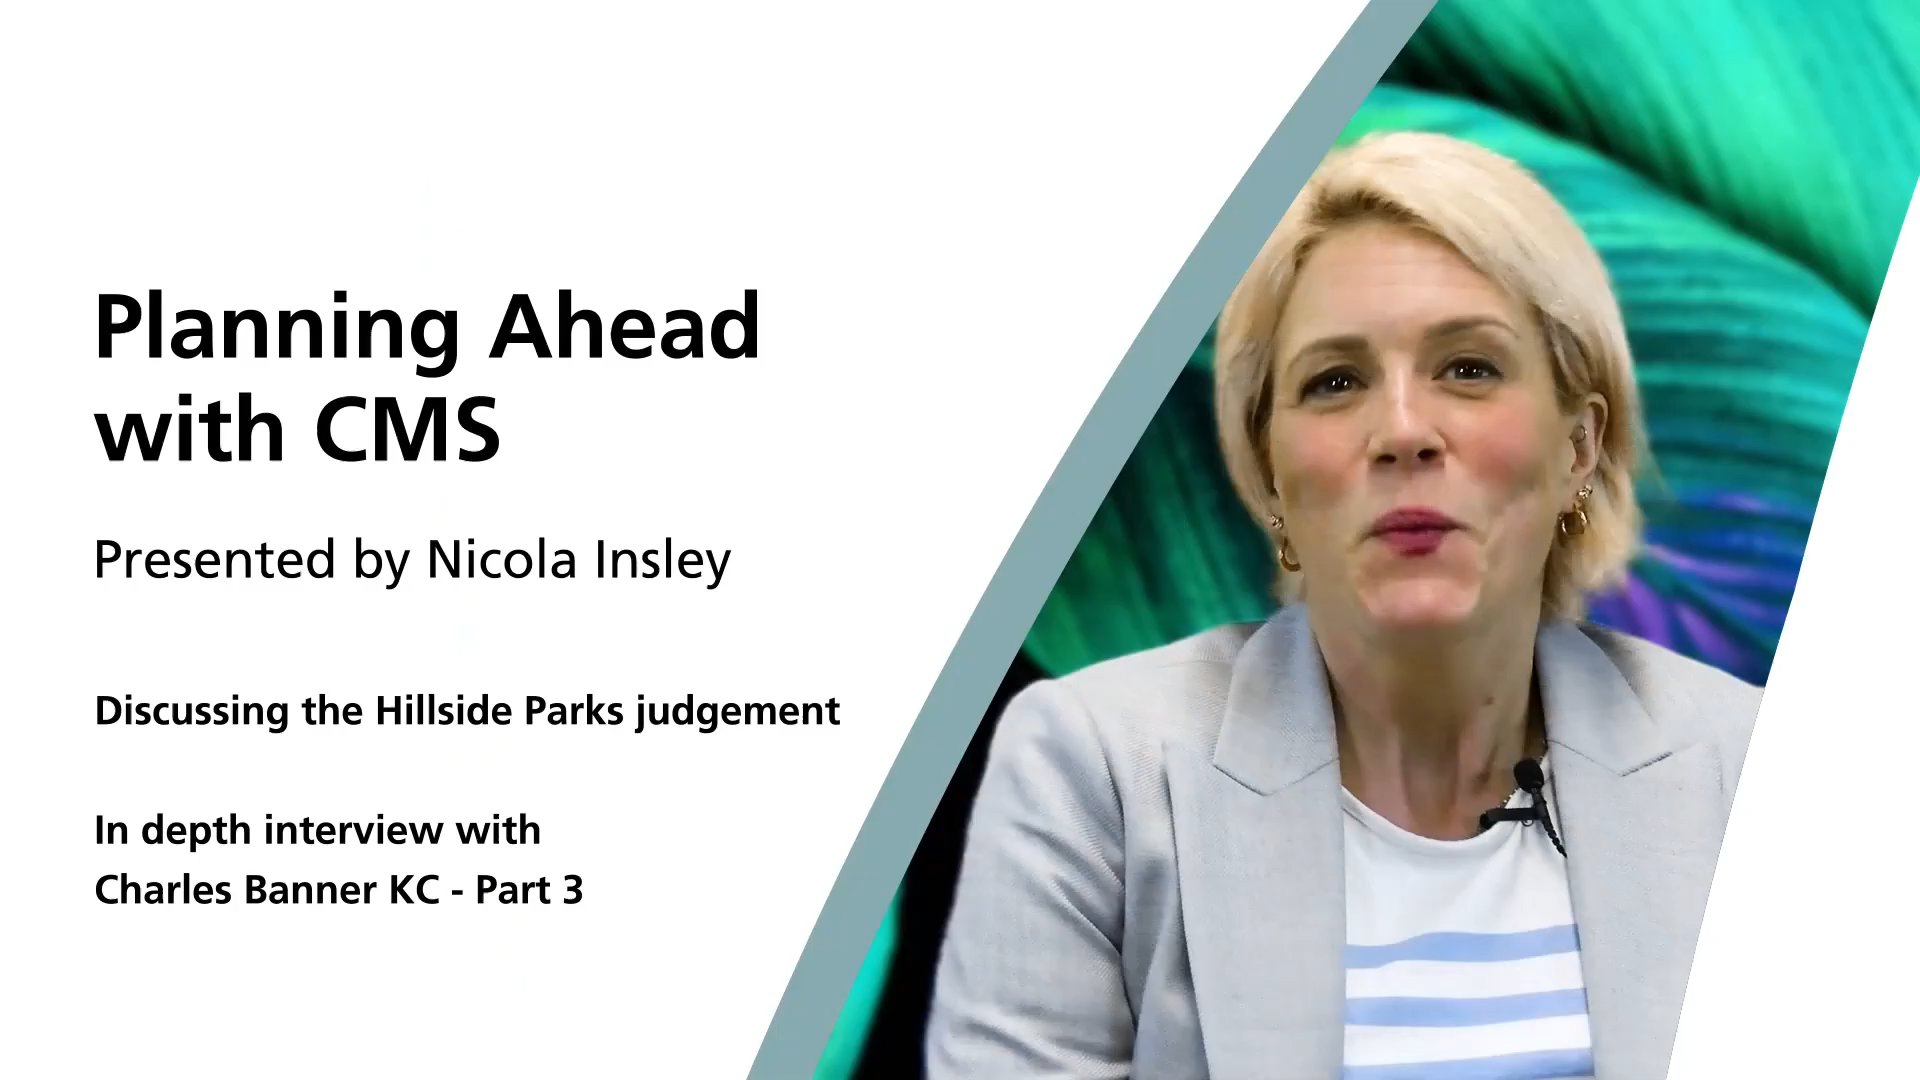 Planning Ahead
with CMS
Presented by Nicola Insley
Discussing the Hillside Parks judgement
In depth interview with
Charles Banner KC - Part 3